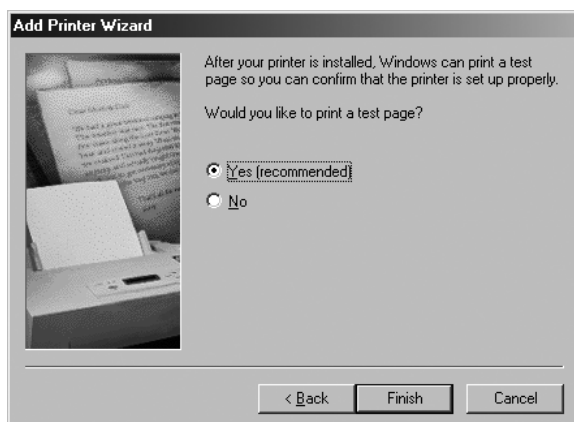 Add Printer Wizard
After your printer is installed, Windows can print a test
page so you can confirm that the printer is set up properly.
Would you like to print a test page?
Yes (recommended)
No
< Back
Finish
Cancel